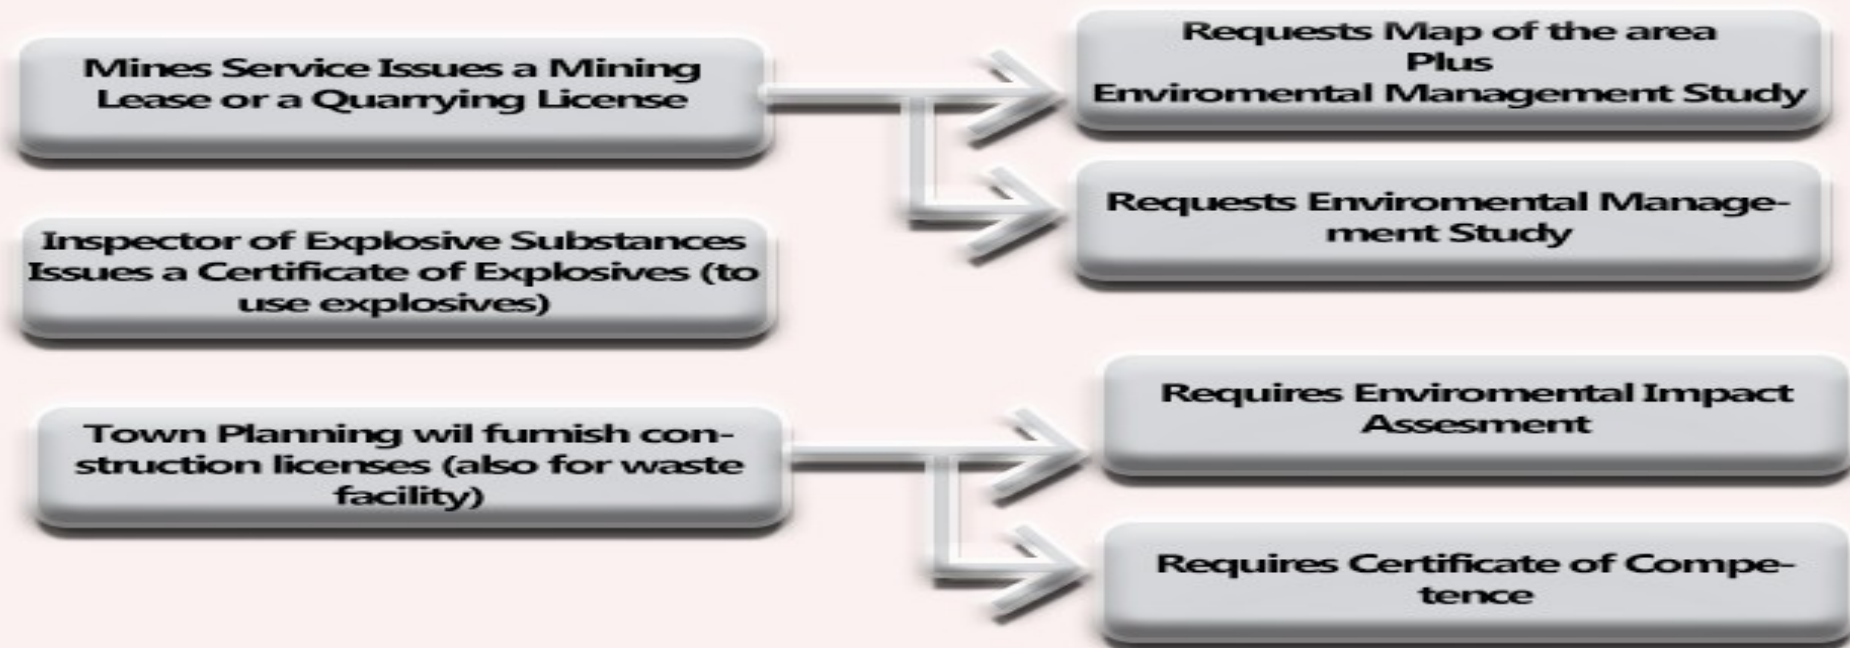 Mines Service Issues a Mining
Lease or a Quarrying License
Requests Map of the area
Plus
Enviromental Management Study
Requests Enviromental Manage-
ment Study
Inspector of Explosive Substances
Issues a Certificate of Explosives (to
use explosives)
Town Planning wil furnish con-
struction licenses (also for waste
facility)
Requires Enviromental Impact
Assesment
Requires Certificate of Compe-
tence